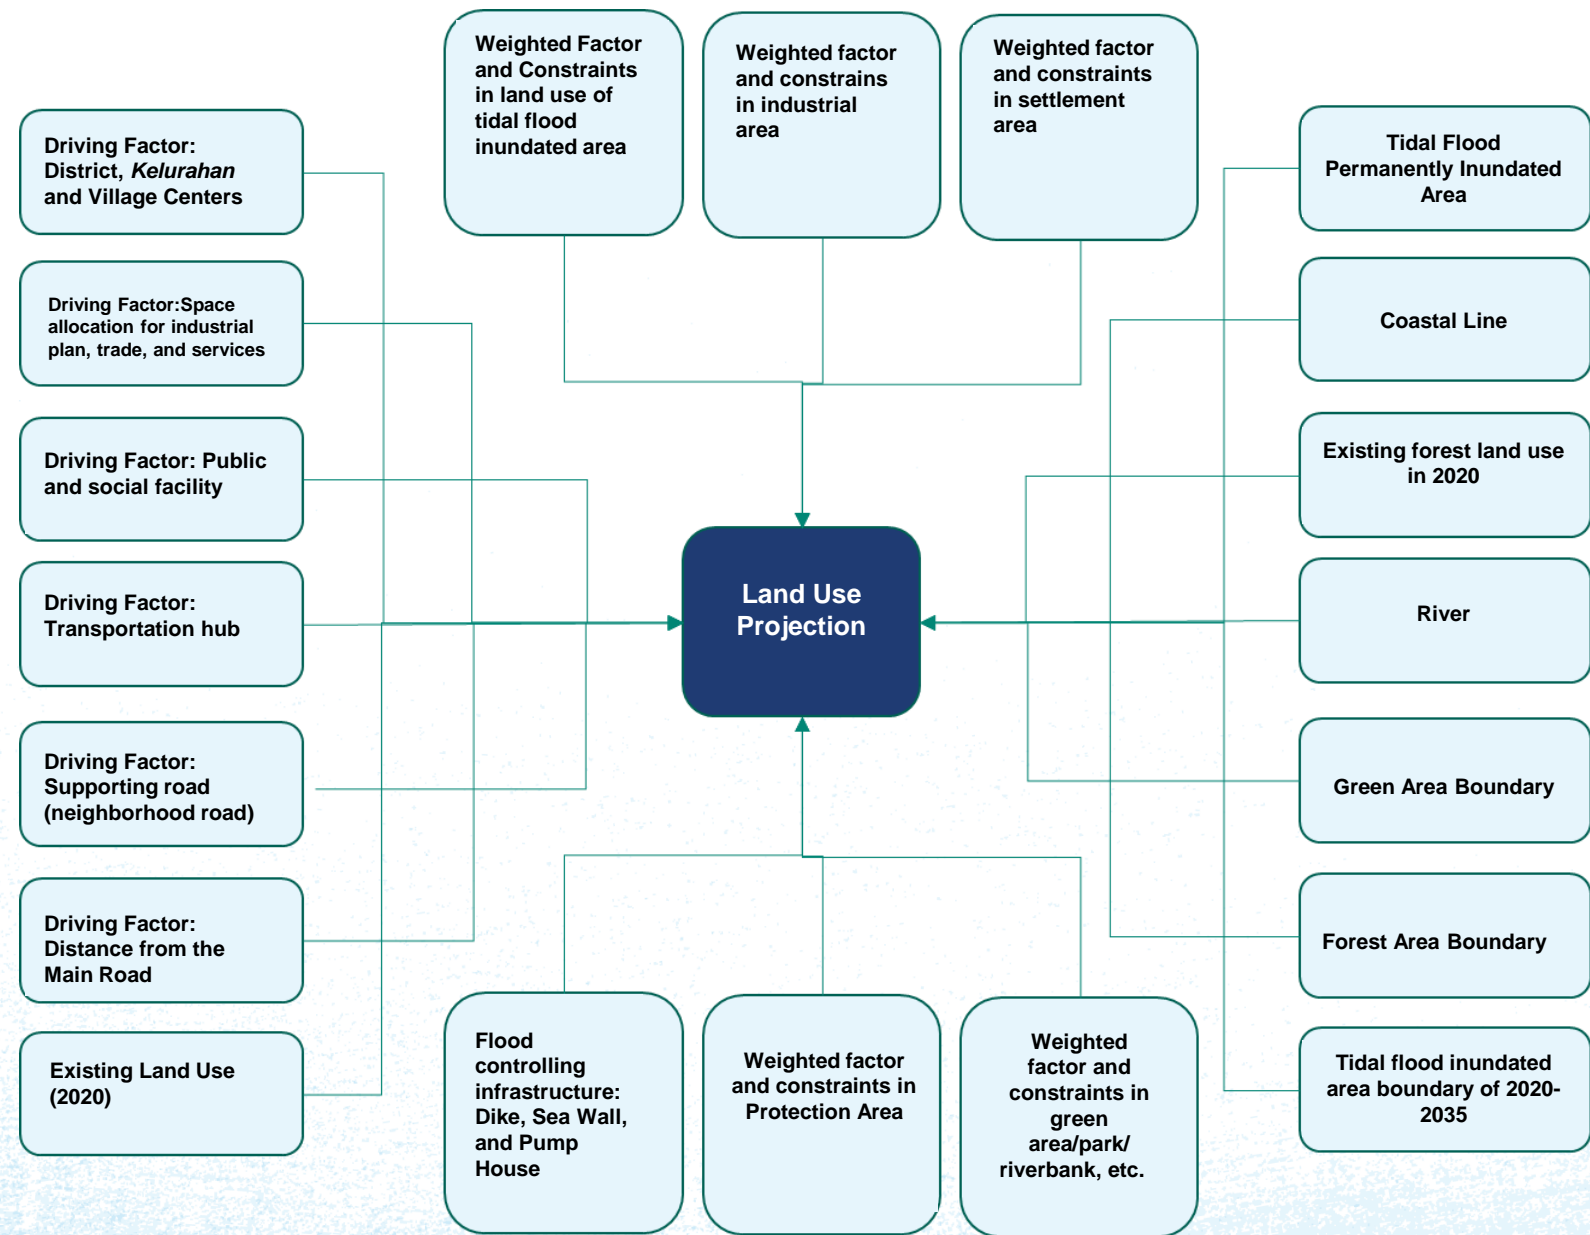 Weighted Factor
and Constraints
in land use of
tidal flood
inundated area
Weighted factor
and constrains
in industrial
area
Weighted factor
and constraints
in settlement
area
Driving Factor:
District, Kelurahan
and Village Centers
Driving Factor:Space
allocation for industrial
plan, trade, and services
Driving Factor: Public
and social facility
Driving Factor:
Transportation hub
Driving Factor:
Supporting road
(neighborhood road)
Driving Factor:
Distance from the
Main Road
Existing Land Use
(2020)
Land Use
Projection
Tidal Flood
Permanently Inundated
Area
Coastal Line
Existing forest land use
in 2020
River
Green Area Boundary
Forest Area Boundary
Tidal flood inundated
area boundary of 2020-
2035
Flood
controlling
infrastructure:
Dike, Sea Wall,
and Pump
House
Weighted factor
and constraints in
Protection Area
Weighted
factor and
constraints in
green
area/park/
riverbank, etc.